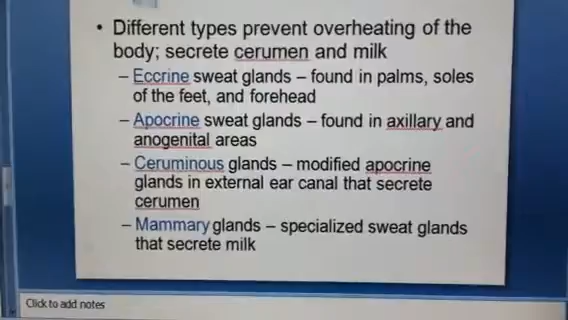 • Different types prevent overheating of the
body; secrete cerumen and milk
– Eccrine sweat glands – found in palms, soles
of the feet, and forehead
– Apocrine sweat glands – found in axillary and
anogenital areas
– Ceruminous glands – modified apocrine
glands in external ear canal that secrete
cerumen
– Mammary glands – specialized sweat glands
that secrete milk
Click to add notes